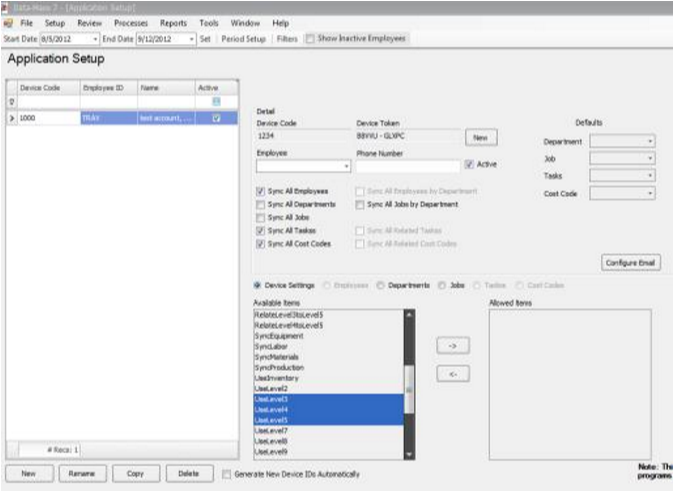 Data-Maxx 7 - [Application Setup]
File Setup Review Processes Reports Tools Window Help
Start Date 8/5/2012 End Date 9/12/2012 Set Period Setup Filters Show Inactive Employees
Application Setup
Device Code Employee ID Name Active
1000 TRAX test account, ...
Detail
Device Code Device Token Defaults
1234 BBVVU - GLXPC New
Department
Employee Phone Number
Active
Job
Tasks
Sync All Employees Sync All Employees by Department Cost Code
Sync All Departments Sync All Jobs by Department
Sync All Jobs
Sync All Taskes Sync All Related Taskes
Sync All Cost Codes Sync All Related Cost Codes
Configure Email
Device Settings Employees Departments Jobs Taskes Cost Codes
Available Items Allowed Items
RelateLevel3toLevel5
RelateLevel4toLevel5
SyncEquipment
SyncLabor
->
SyncMaterials
SyncProduction
UseInventory
<-
UseLevel2
UseLevel3
UseLevel4
UseLevel5
UseLevel7
UseLevel8
UseLevel9
# Recs: 1
New Rename Copy Delete Generate New Device IDs Automatically
Note: The
programs